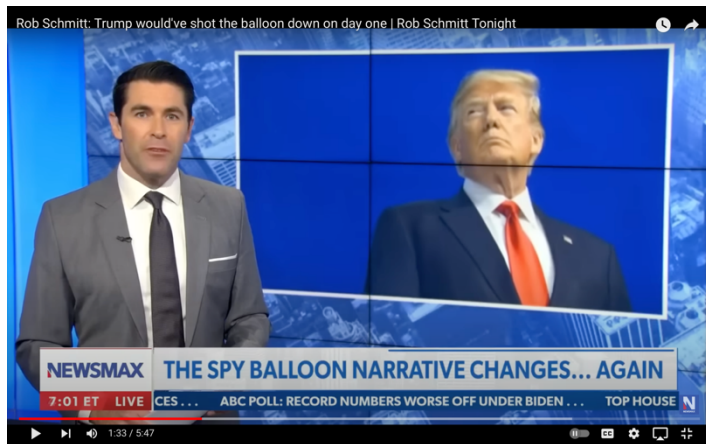 Rob Schmitt: Trump would've shot the balloon down on day one | Rob Schmitt Tonight
NEWSMAX
THE SPY BALLOON NARRATIVE CHANGES... AGAIN
7:01 ET LIVE
CES . . . ABC POLL: RECORD NUMBERS WORSE OFF UNDER BIDEN . . . TOP HOUSE
N
1:33 / 5:47
CC